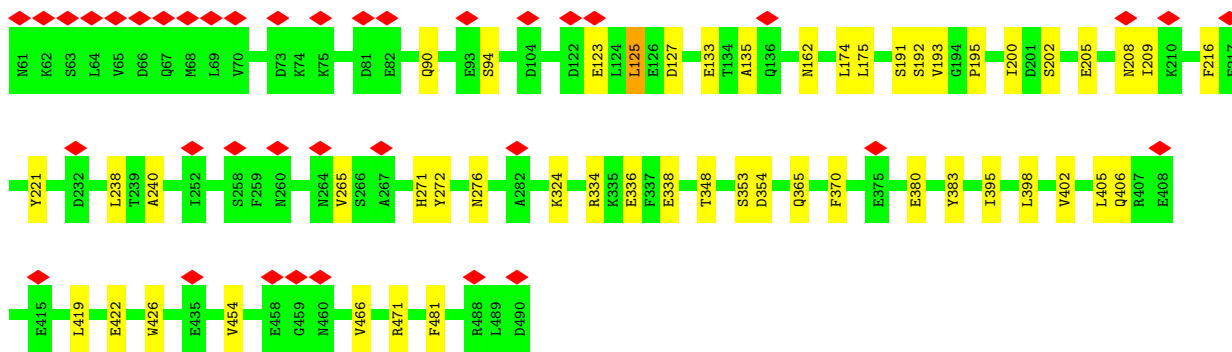 N61 K62 S63 L64 V65 D66 Q67 M68 L69 V70 D73 K74 K75 D81 E82 Q90 E93 S94 D104 D122 E123 L124 L125 E126 D127 E133 T134 A135 Q136 N162 L174 L175 S191 S192 V193 G194 P195 I200 D201 S202 E205 N208 I209 K210 F216
Y221 D232 L238 T239 A240 I252 S258 F259 N260 N264 V265 S266 A267 H271 Y272 N276 A282 K324 R334 K335 E336 F337 E338 T348 S353 D354 Q365 F370 E375 E380 Y383 I395 L398 V402 L405 Q406 R407 E408
E415 L419 E422 W426 E435 V454 E458 G459 N460 V466 R471 F481 R488 L489 D490